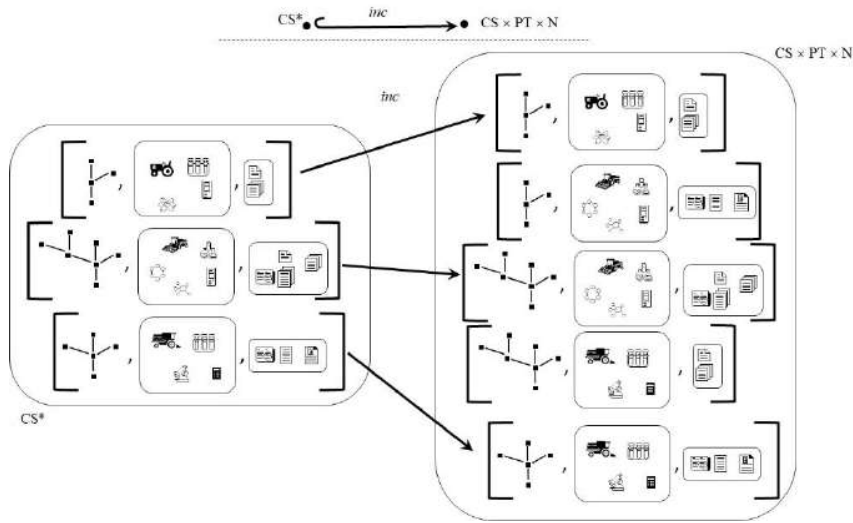 inc
CS*
CS × PT × N
CS × PT × N
inc
CS*